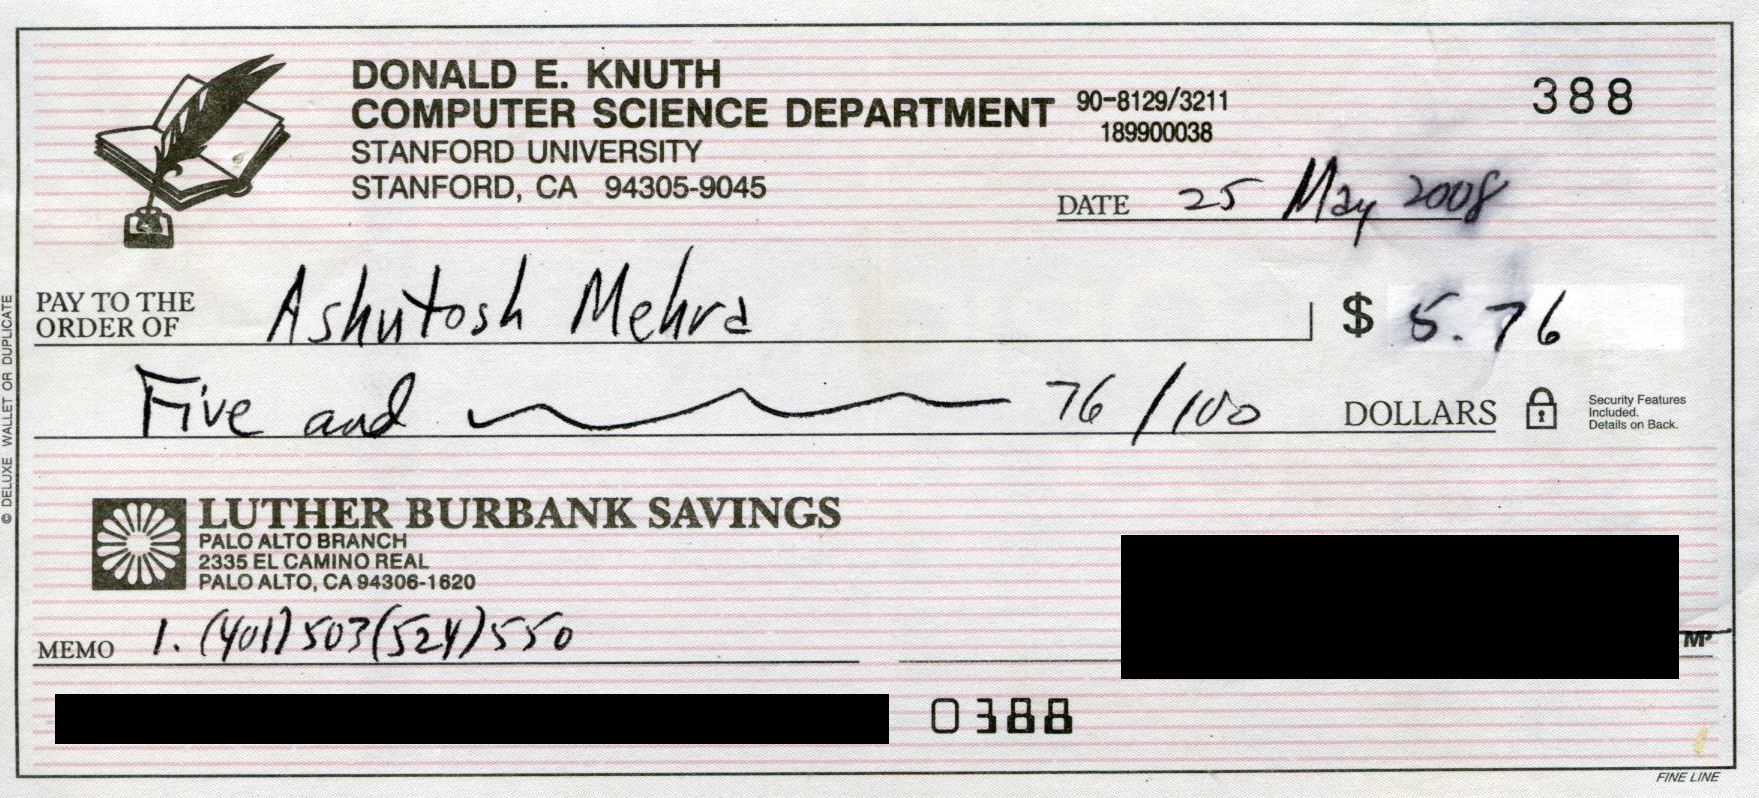 DONALD E. KNUTH
COMPUTER SCIENCE DEPARTMENT
STANFORD UNIVERSITY
STANFORD, CA 94305-9045
90-8129/3211
189900038
388
DATE 25 May 2008
PAY TO THE
ORDER OF Ashutosh Mehra $ 5.76
Five and 76/100 DOLLARS
Security Features
Included.
Details on Back.
© DELUXE WALLET OR DUPLICATE
LUTHER BURBANK SAVINGS
PALO ALTO BRANCH
2335 EL CAMINO REAL
PALO ALTO, CA 94306-1620
MEMO 1. (401) 503 (524) 550
MP
0388
FINE LINE